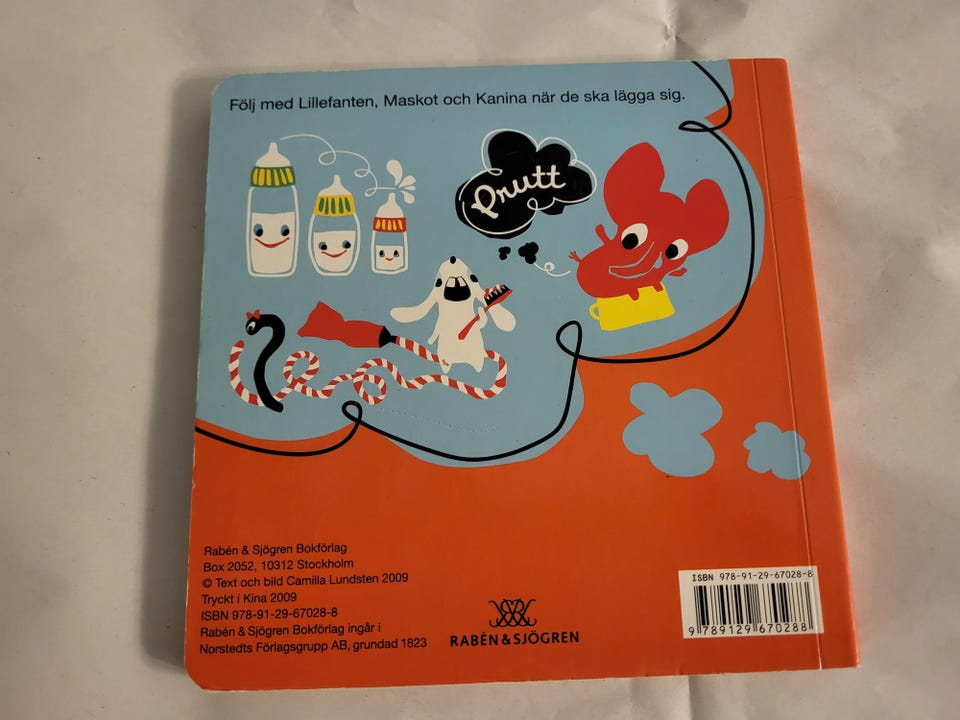 Följ med Lillefanten, Maskot och Kanina när de ska lägga sig.
Prutt
Rabén & Sjögren Bokförlag
Box 2052, 10312 Stockholm
© Text och bild Camilla Lundsten 2009
Tryckt i Kina 2009
ISBN 978-91-29-67028-8
Rabén & Sjögren Bokförlag ingår i
Norstedts Förlagsgrupp AB, grundad 1823
RABÉN & SJÖGREN
ISBN 978-91-29-67028-8
9 789129 670288